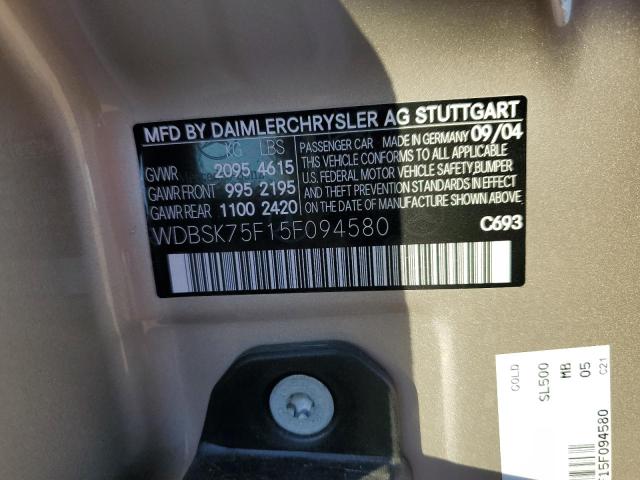 MFD BY DAIMLERCHRYSLER AG STUTTGART
KG LBS
GVWR 2095 4615
GAWR FRONT 995 2195
GAWR REAR 1100 2420
PASSENGER CAR MADE IN GERMANY 09/04
THIS VEHICLE CONFORMS TO ALL APPLICABLE
U.S. FEDERAL MOTOR VEHICLE SAFETY, BUMPER
AND THEFT PREVENTION STANDARDS IN EFFECT
ON THE DATE OF MANUFACTURE SHOWN ABOVE.
WDBSK75F15F094580
C693
GOLD
SL500
MB
05
C21
F15F094580